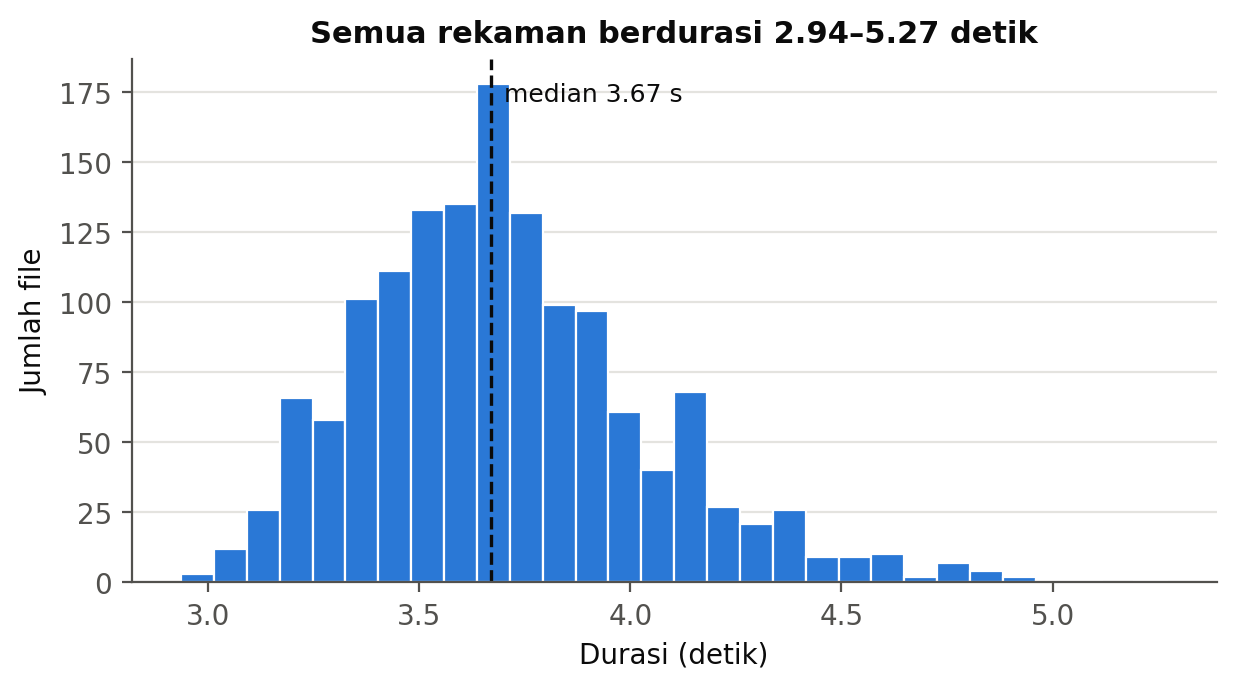 Semua rekaman berdurasi 2.94–5.27 detik
median 3.67 s
Jumlah file
175
150
125
100
75
50
25
0
3.0 3.5 4.0 4.5 5.0
Durasi (detik)